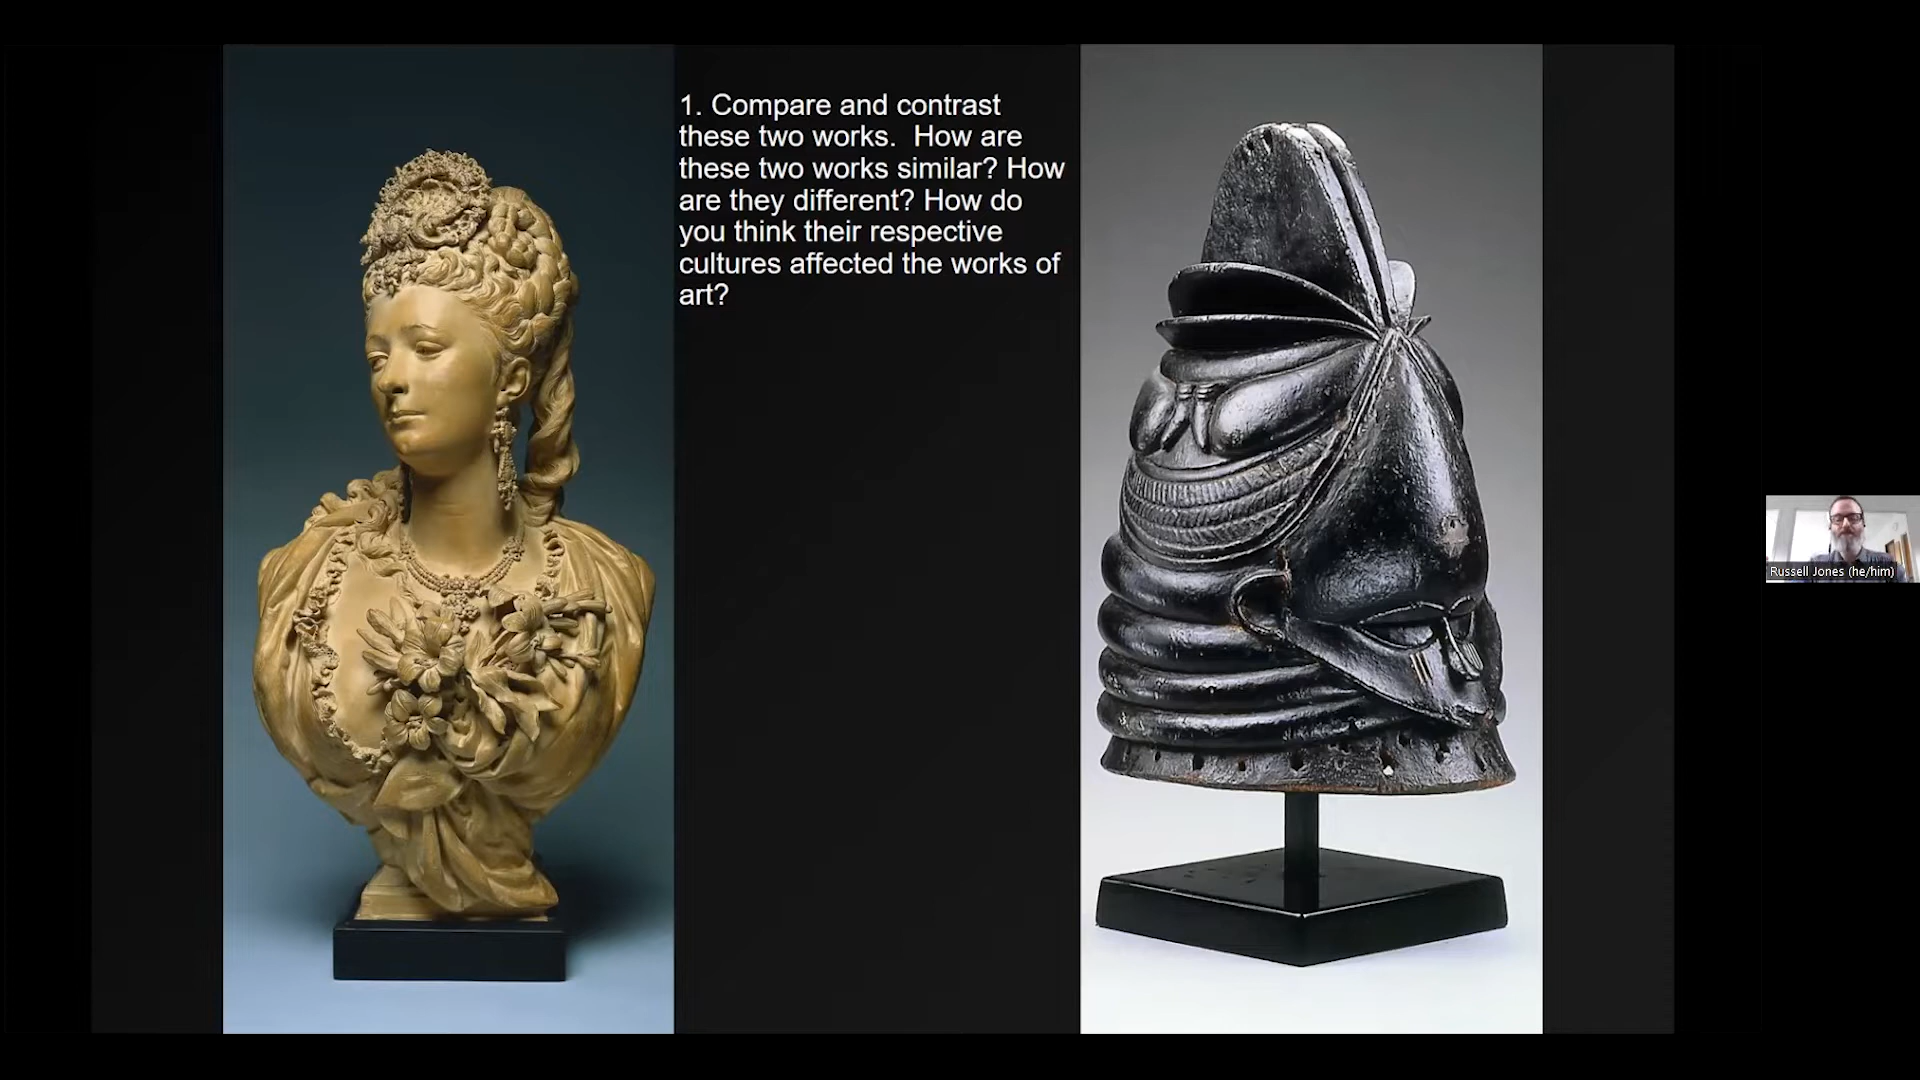 1. Compare and contrast
these two works.  How are
these two works similar? How
are they different? How do
you think their respective
cultures affected the works of
art?
Russell Jones (he/him)